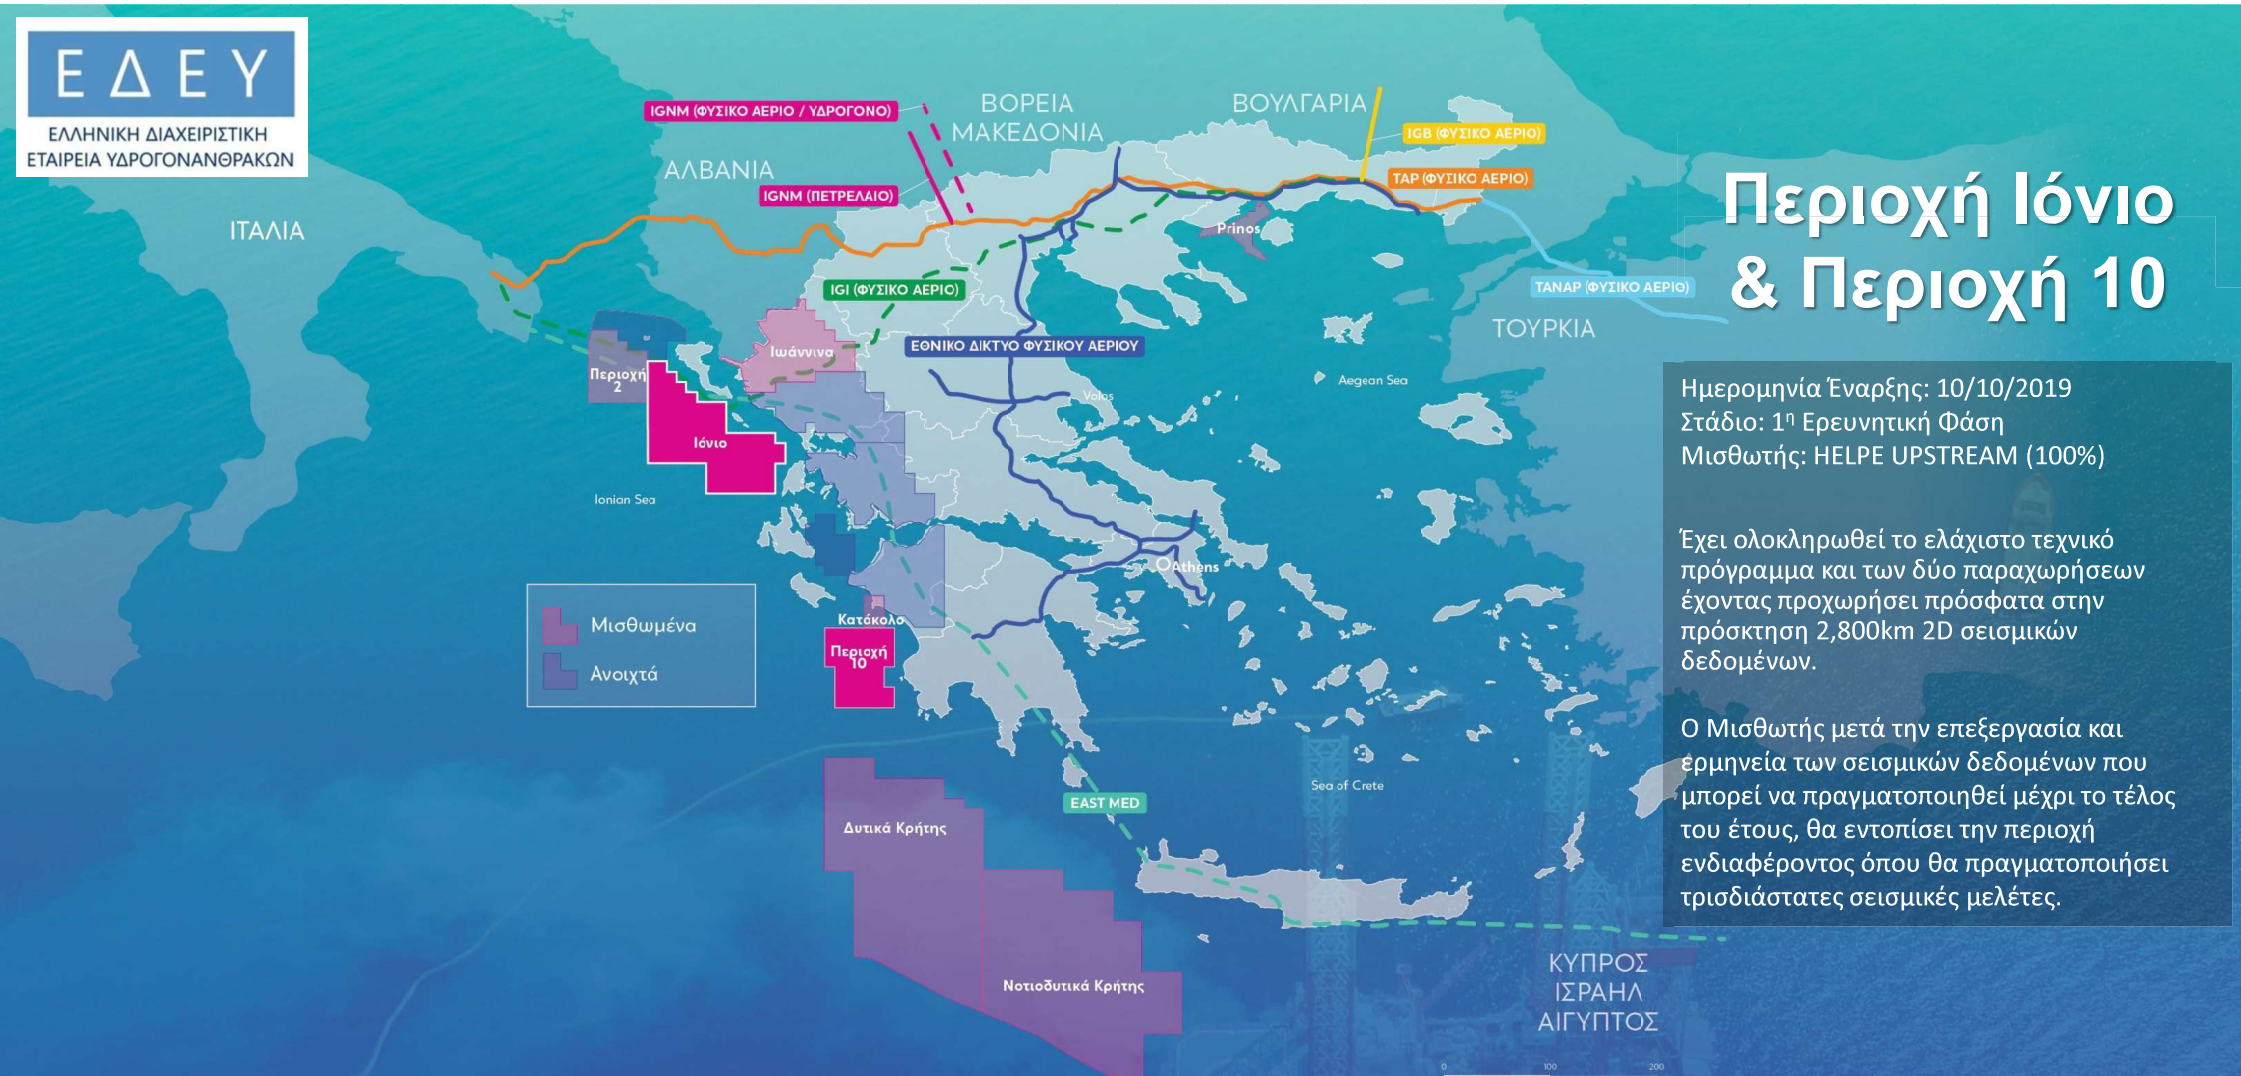 ΕΔΕΥ
ΕΛΛΗΝΙΚΗ ΔΙΑΧΕΙΡΙΣΤΙΚΗ
ΕΤΑΙΡΕΙΑ ΥΔΡΟΓΟΝΑΝΘΡΑΚΩΝ
IGNM (ΦΥΣΙΚΟ ΑΕΡΙΟ / ΥΔΡΟΓΟΝΟ)
ΒΟΡΕΙΑ
ΜΑΚΕΔΟΝΙΑ
ΒΟΥΛΓΑΡΙΑ
IGB (ΦΥΣΙΚΟ ΑΕΡΙΟ)
ΑΛΒΑΝΙΑ
IGNM (ΠΕΤΡΕΛΑΙΟ)
TAP (ΦΥΣΙΚΟ ΑΕΡΙΟ)
ΙΤΑΛΙΑ
Prinos
IGI (ΦΥΣΙΚΟ ΑΕΡΙΟ)
TANAP (ΦΥΣΙΚΟ ΑΕΡΙΟ)
ΤΟΥΡΚΙΑ
Ιωάννινα
ΕΘΝΙΚΟ ΔΙΚΤΥΟ ΦΥΣΙΚΟΥ ΑΕΡΙΟΥ
Περιοχή
2
Aegean Sea
Volos
Ιόνιο
Ionian Sea
Athens
Μισθωμένα
Ανοιχτά
Κατάκολο
Περιοχή
10
Sea of Crete
EAST MED
Δυτικά Κρήτης
Νοτιοδυτικά Κρήτης
ΚΥΠΡΟΣ
ΙΣΡΑΗΛ
ΑΙΓΥΠΤΟΣ
0 100 200
Περιοχή Ιόνιο
& Περιοχή 10
Ημερομηνία Έναρξης: 10/10/2019
Στάδιο: 1η Ερευνητική Φάση
Μισθωτής: HELPE UPSTREAM (100%)
Έχει ολοκληρωθεί το ελάχιστο τεχνικό
πρόγραμμα και των δύο παραχωρήσεων
έχοντας προχωρήσει πρόσφατα στην
πρόσκτηση 2,800km 2D σεισμικών
δεδομένων.
Ο Μισθωτής μετά την επεξεργασία και
ερμηνεία των σεισμικών δεδομένων που
μπορεί να πραγματοποιηθεί μέχρι το τέλος
του έτους, θα εντοπίσει την περιοχή
ενδιαφέροντος όπου θα πραγματοποιήσει
τρισδιάστατες σεισμικές μελέτες.